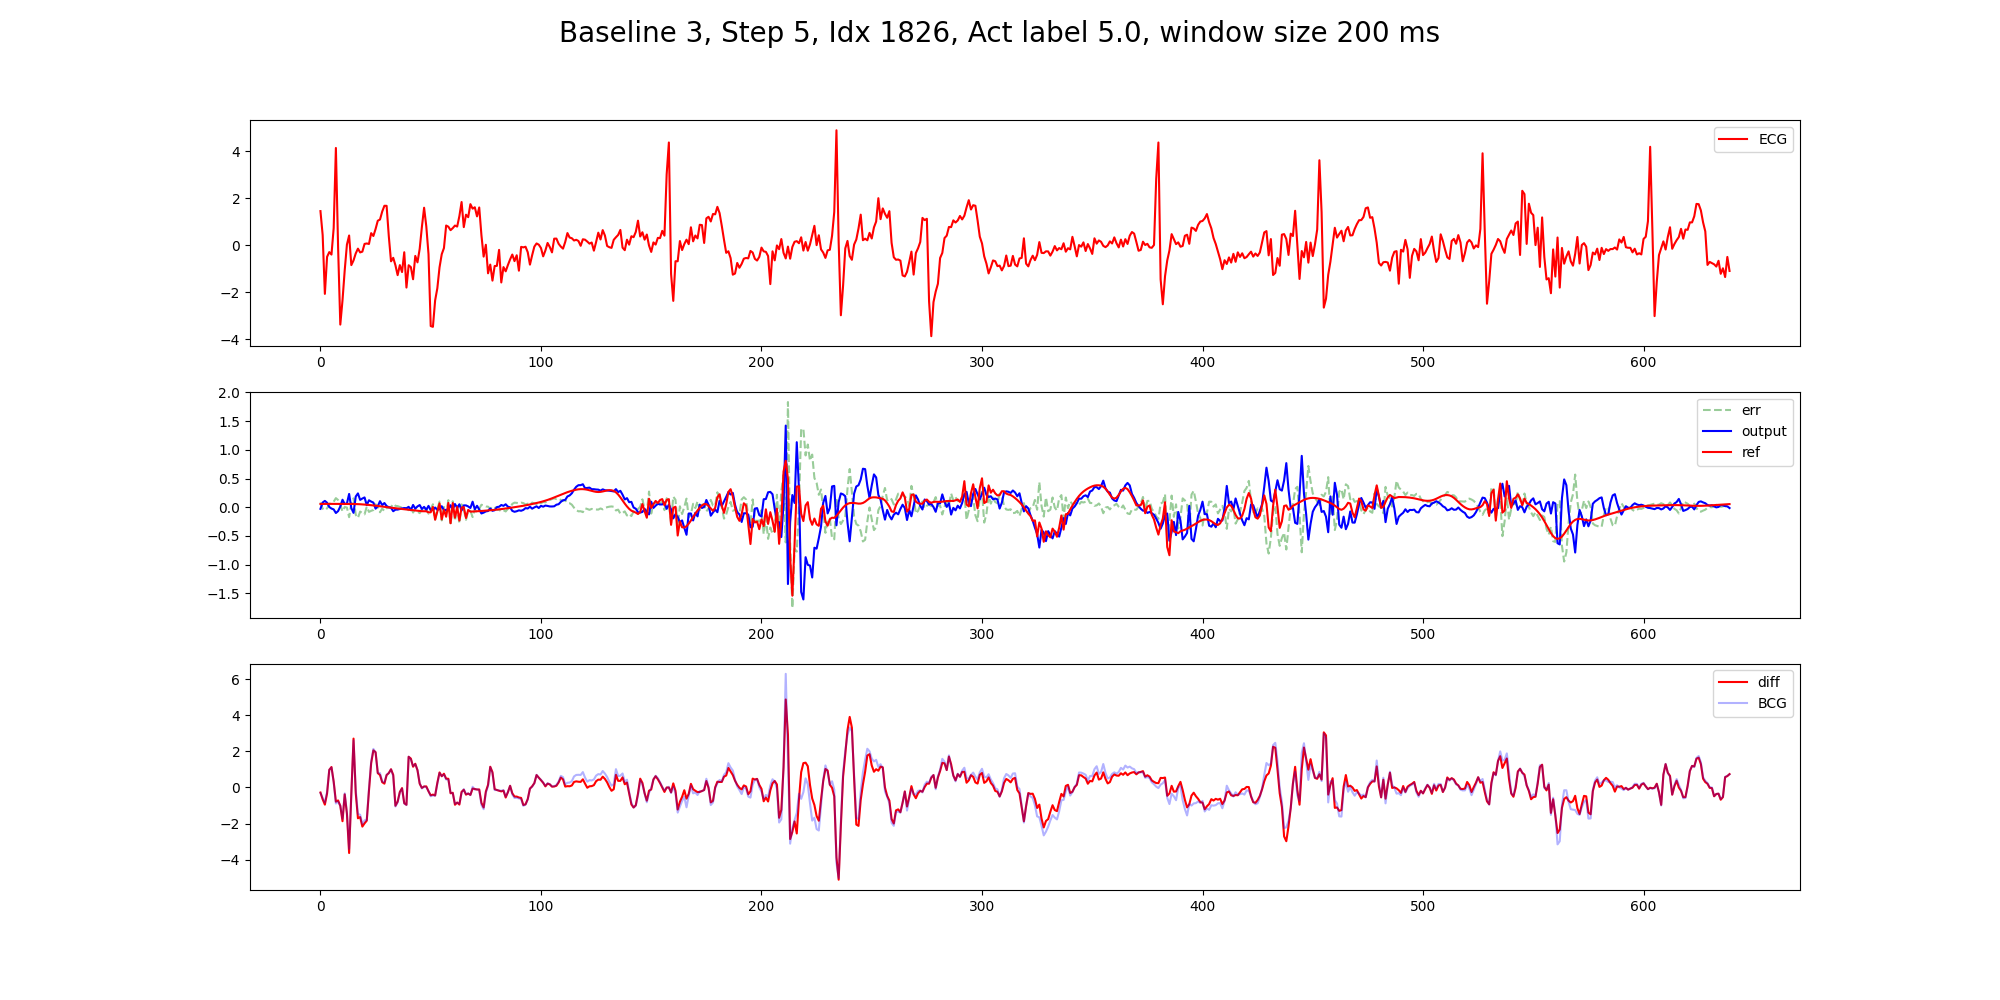 Baseline 3, Step 5, Idx 1826, Act label 5.0, window size 200 ms
4
2
0
−2
−4
ECG
0 100 200 300 400 500 600
2.0
1.5
1.0
0.5
0.0
−0.5
−1.0
−1.5
err
output
ref
0 100 200 300 400 500 600
6
4
2
0
−2
−4
diff
BCG
0 100 200 300 400 500 600